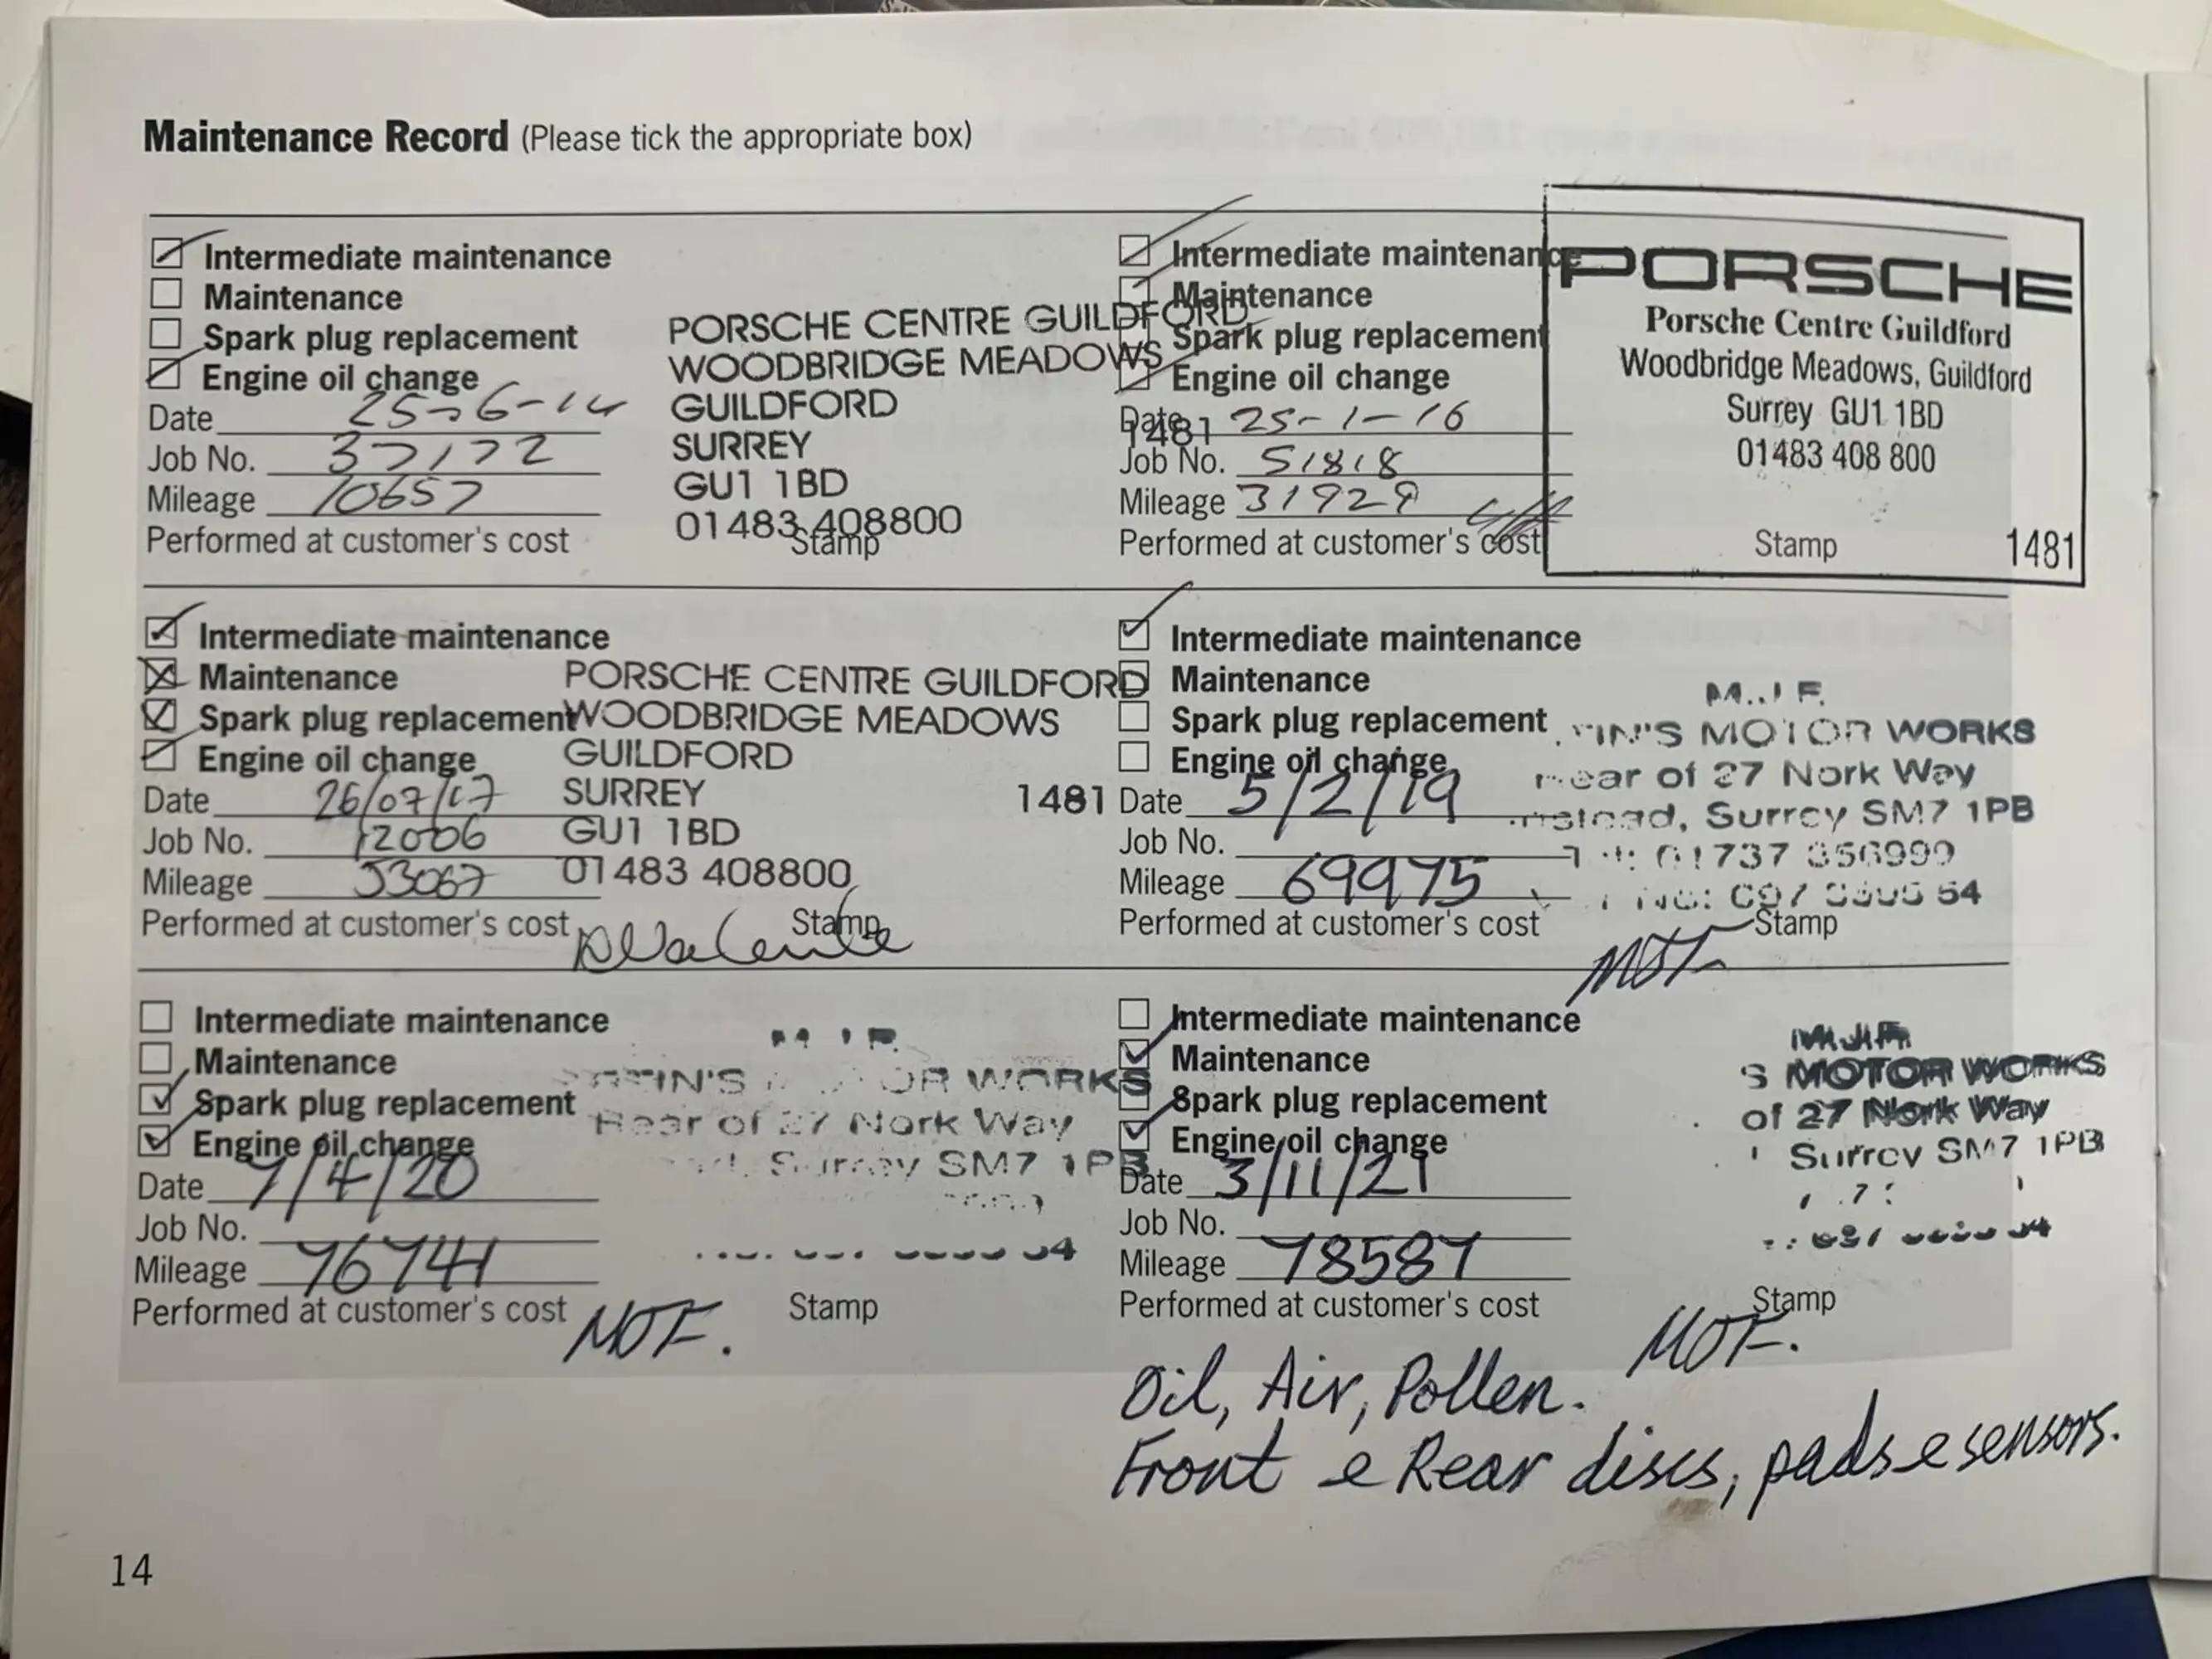 Maintenance Record (Please tick the appropriate box)
Intermediate maintenance
Maintenance
Spark plug replacement
Engine oil change
Date 25-6-14
Job No. 37172
Mileage 10657
Performed at customer's cost
PORSCHE CENTRE GUILDFORD
WOODBRIDGE MEADOWS
GUILDFORD
SURREY
GU1 1BD
01483 408800
1481
Stamp
Intermediate maintenance
Maintenance
Spark plug replacement
Engine oil change
Date 25-1-16
Job No. 51818
Mileage 31929
Performed at customer's cost
PORSCHE
Porsche Centre Guildford
Woodbridge Meadows, Guildford
Surrey GU1 1BD
01483 408 800
Stamp
1481
Intermediate maintenance
Maintenance
Spark plug replacement
Engine oil change
Date 26/07/17
Job No. 12006
Mileage 53067
Performed at customer's cost
PORSCHE CENTRE GUILDFORD
WOODBRIDGE MEADOWS
GUILDFORD
SURREY
1481
GU1 1BD
01483 408800
Stamp
Intermediate maintenance
Maintenance
Spark plug replacement
Engine oil change
Date 5/2/19
Job No.
Mileage 69975
Performed at customer's cost
MOTOR WORKS
Rear of 27 Nork Way
Surrey SM7 1PB
01737 356999
Stamp
MOT
Intermediate maintenance
Maintenance
Spark plug replacement
Engine oil change
Date 7/4/20
Job No.
Mileage 76741
Performed at customer's cost
MOTOR WORKS
Rear of 27 Nork Way
Surrey SM7 1PB
Stamp
MOT.
Intermediate maintenance
Maintenance
Spark plug replacement
Engine oil change
Date 3/11/21
Job No.
Mileage 78587
Performed at customer's cost
M.J.F.
'S MOTOR WORKS
of 27 Nork Way
Surrey SM7 1PB
Stamp
MOT.
Oil, Air, Pollen.
Front & Rear discs, pads & sensors.
14